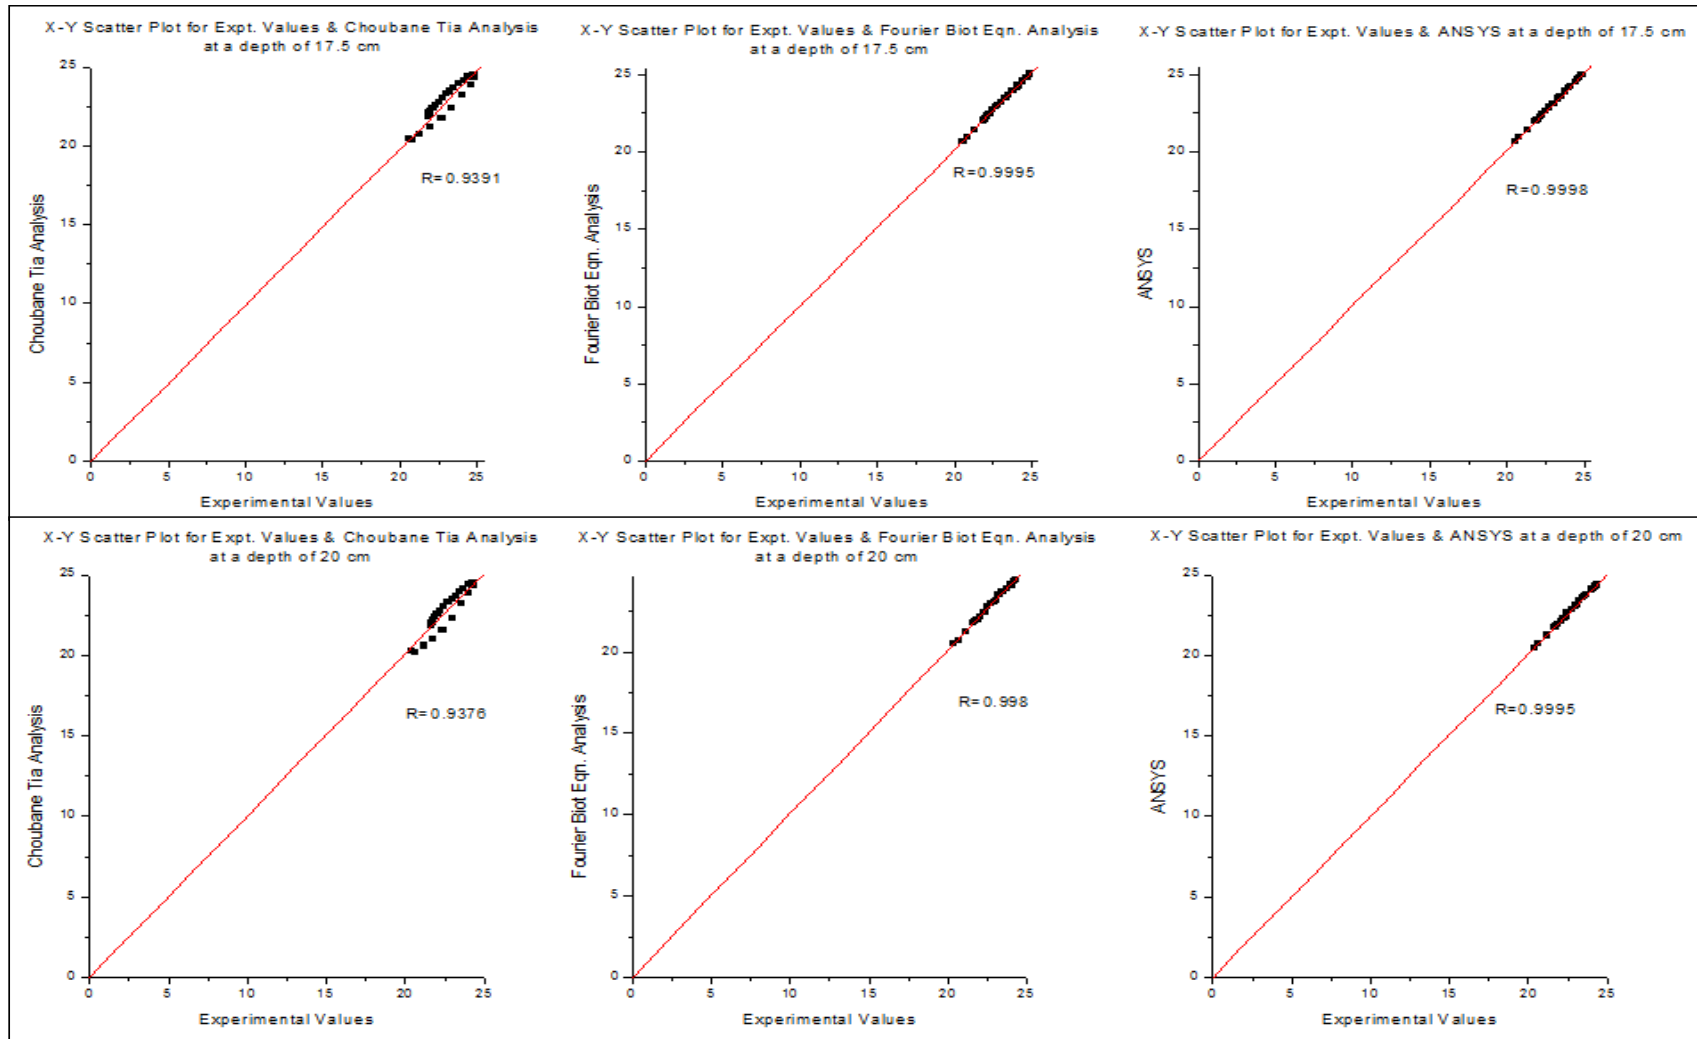 X-Y Scatter Plot for Expt. Values & Choubane Tia Analysis
at a depth of 17.5 cm
25
20
15
10
5
0
Choubane Tia Analysis
R=0.9391
0 5 10 15 20 25
Experimental Values
X-Y Scatter Plot for Expt. Values & Fourier Biot Eqn. Analysis
at a depth of 17.5 cm
25
20
15
10
5
0
Fourier Biot Eqn. Analysis
R=0.9995
0 5 10 15 20 25
Experimental Values
X-Y Scatter Plot for Expt. Values & ANSYS at a depth of 17.5 cm
25
20
15
10
5
0
ANSYS
R=0.9998
0 5 10 15 20 25
Experimental Values
X-Y Scatter Plot for Expt. Values & Choubane Tia Analysis
at a depth of 20 cm
25
20
15
10
5
0
Choubane Tia Analysis
R=0.9376
0 5 10 15 20 25
Experimental Values
X-Y Scatter Plot for Expt. Values & Fourier Biot Eqn. Analysis
at a depth of 20 cm
20
15
10
5
0
Fourier Biot Eqn. Analysis
R=0.998
0 5 10 15 20 25
Experimental Values
X-Y Scatter Plot for Expt. Values & ANSYS at a depth of 20 cm
25
20
15
10
5
0
ANSYS
R=0.9995
0 5 10 15 20 25
Experimental Values